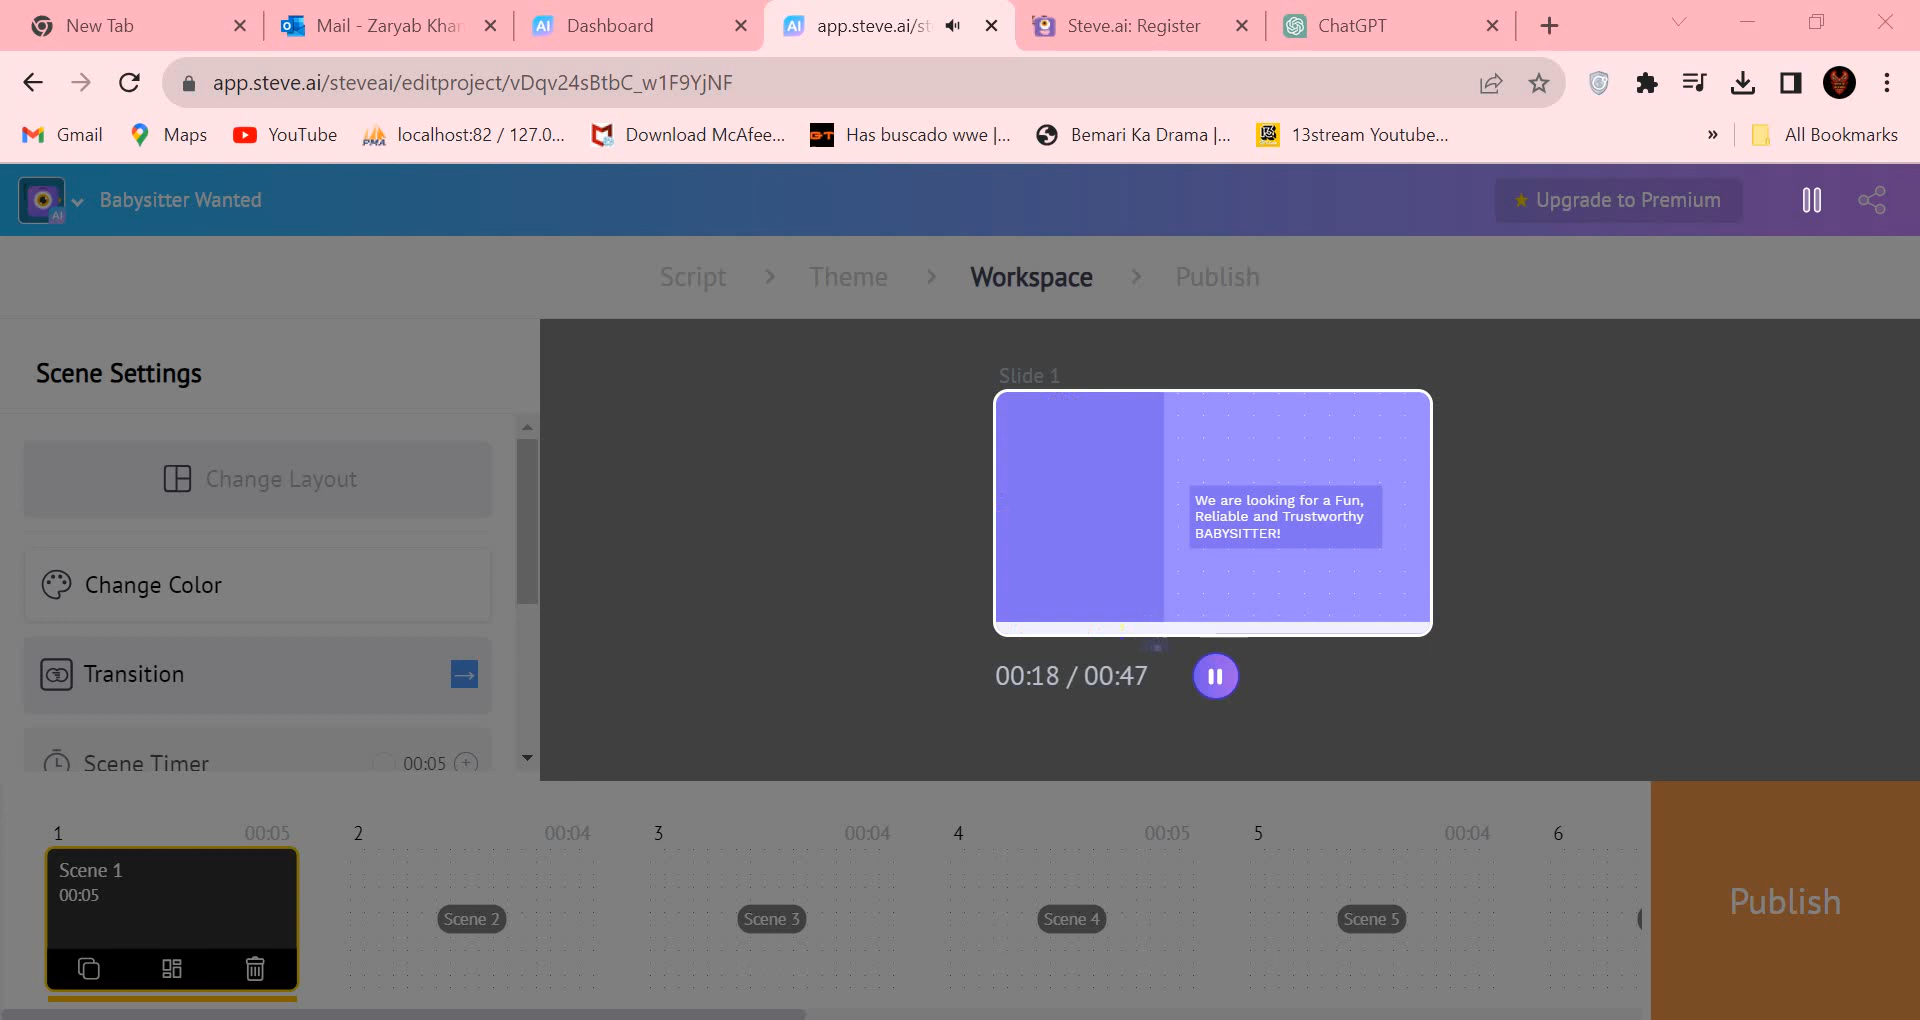 New Tab
Mail - Zaryab Khan
Dashboard
app.steve.ai/st
Steve.ai: Register
ChatGPT
app.steve.ai/steveai/editproject/vDqv24sBtbC_w1F9YjNF
Gmail
Maps
YouTube
localhost:82 / 127.0...
Download McAfee...
Has buscado wwe |...
Bemari Ka Drama |...
13stream Youtube...
»
All Bookmarks
Babysitter Wanted
Upgrade to Premium
Script
Theme
Workspace
Publish
Scene Settings
Slide 1
Change Layout
We are looking for a Fun,
Reliable and Trustworthy
BABYSITTER!
Change Color
Transition
00:18 / 00:47
Scene Timer
00:05
1
00:05
2
00:04
3
00:04
4
00:05
5
00:04
6
Scene 1
00:05
Scene 2
Scene 3
Scene 4
Scene 5
Publish